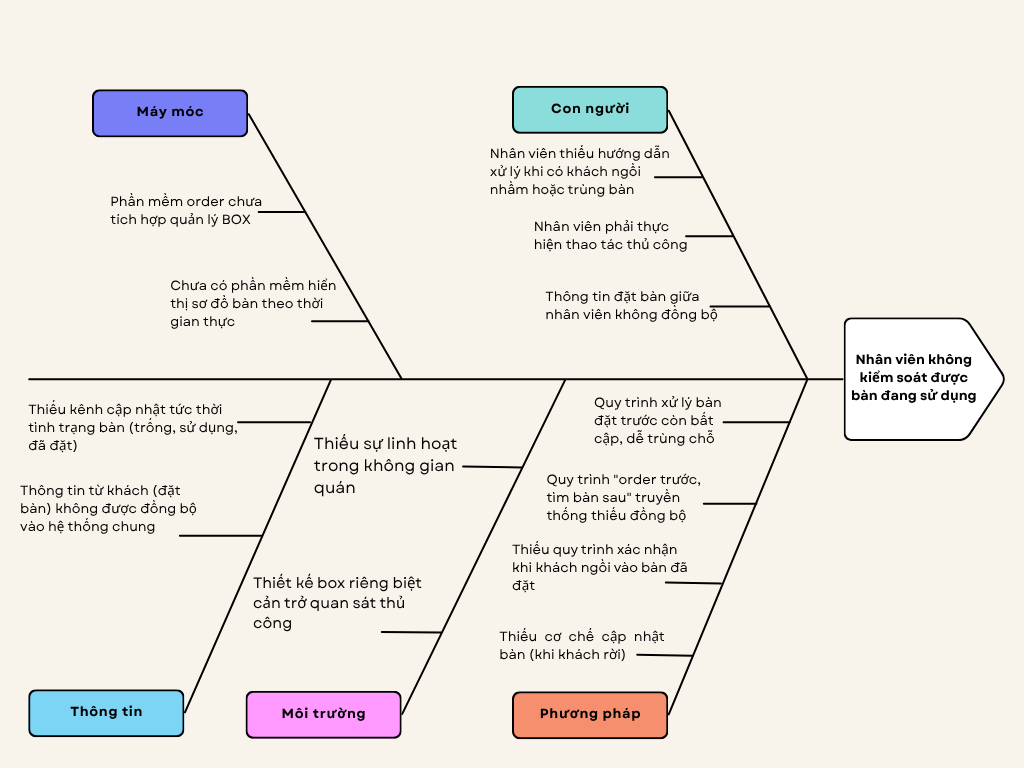 Máy móc
Phần mềm order chưa
tích hợp quản lý BOX
Chưa có phần mềm hiển
thị sơ đồ bàn theo thời
gian thực
Con người
Nhân viên thiếu hướng dẫn
xử lý khi có khách ngồi
nhầm hoặc trùng bàn
Nhân viên phải thực
hiện thao tác thủ công
Thông tin đặt bàn giữa
nhân viên không đồng bộ
Nhân viên không
kiểm soát được
bàn đang sử dụng
Thiếu kênh cập nhật tức thời
tình trạng bàn (trống, sử dụng,
đã đặt)
Thông tin từ khách (đặt
bàn) không được đồng bộ
vào hệ thống chung
Thông tin
Thiếu sự linh hoạt
trong không gian
quán
Thiết kế box riêng biệt
cản trở quan sát thủ
công
Môi trường
Quy trình xử lý bàn
đặt trước còn bất
cập, dễ trùng chỗ
Quy trình "order trước,
tìm bàn sau" truyền
thống thiếu đồng bộ
Thiếu quy trình xác nhận
khi khách ngồi vào bàn đã
đặt
Thiếu cơ chế cập nhật
bàn (khi khách rời)
Phương pháp